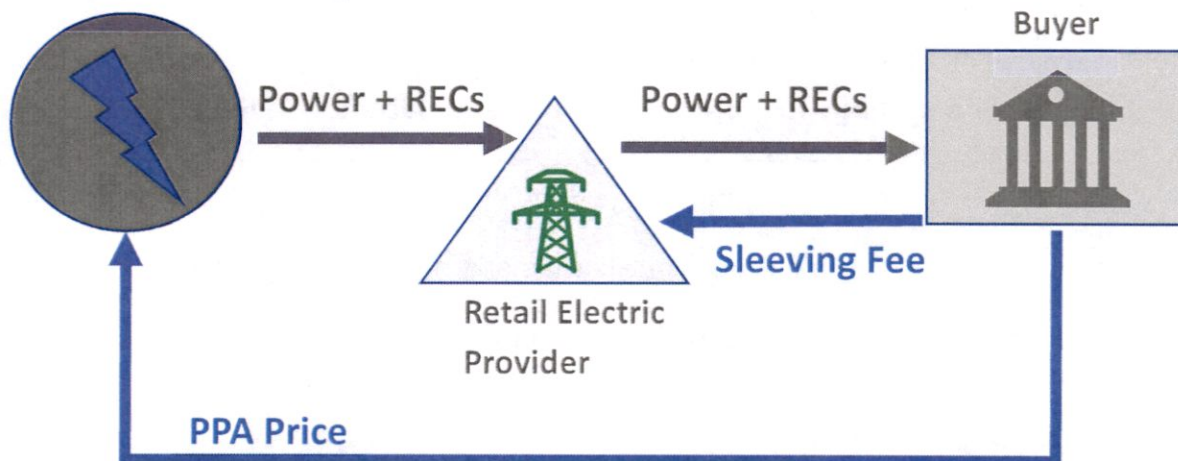 Buyer
Power + RECs
Power + RECs
Sleeving Fee
Retail Electric
Provider
PPA Price